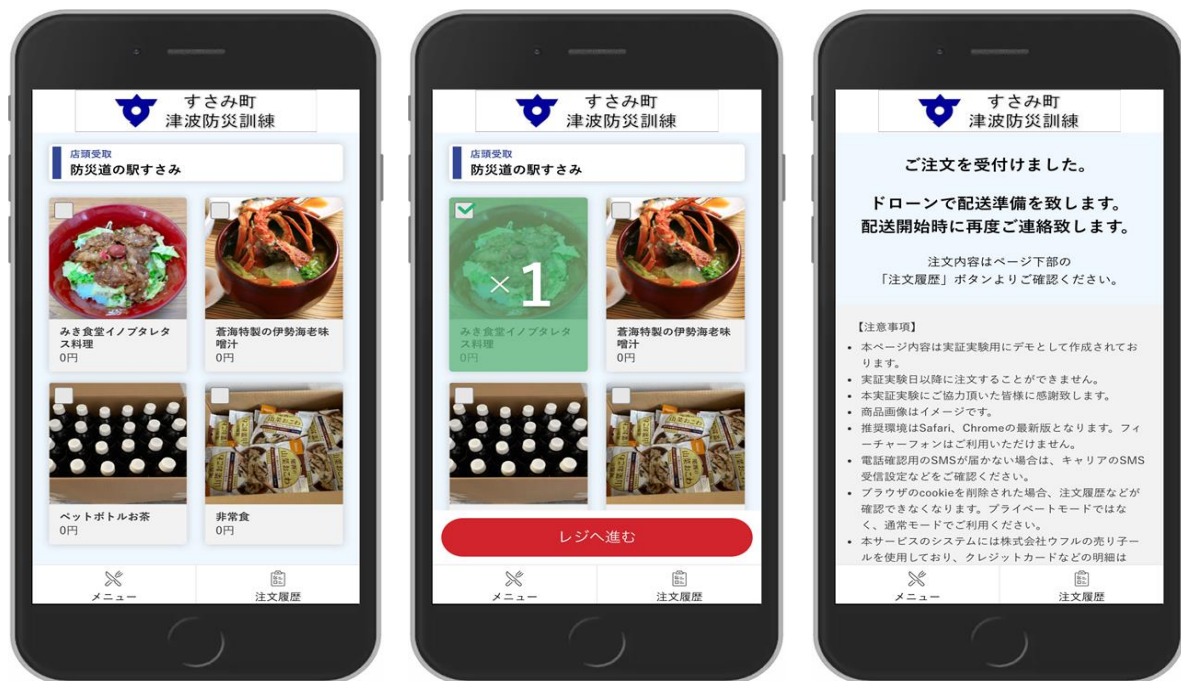 すさみ町
津波防災訓練
店頭受取
防災道の駅すさみ
みき食堂イノブタレタ
ス料理
0円
蒼海特製の伊勢海老味
噌汁
0円
ペットボトルお茶
0円
非常食
0円
メニュー
注文履歴
すさみ町
津波防災訓練
店頭受取
防災道の駅すさみ
×1
みき食堂イノブタレタ
ス料理
0円
蒼海特製の伊勢海老味
噌汁
0円
レジへ進む
メニュー
注文履歴
すさみ町
津波防災訓練
ご注文を受付けました。
ドローンで配送準備を致します。
配送開始時に再度ご連絡致します。
注文内容はページ下部の
「注文履歴」ボタンよりご確認ください。
【注意事項】
• 本ページ内容は実証実験用にデモとして作成されてお
ります。
• 実証実験日以降に注文することができません。
• 本実証実験にご協力頂いた皆様に感謝致します。
• 商品画像はイメージです。
• 推奨環境はSafari、Chromeの最新版となります。フィ
ーチャーフォンはご利用いただけません。
• 電話確認用のSMSが届かない場合は、キャリアのSMS
受信設定などをご確認ください。
• ブラウザのcookieを削除された場合、注文履歴などが
確認できなくなります。プライベートモードではな
く、通常モードでご利用ください。
• 本サービスのシステムには株式会社ウフルの売り子ー
ルを使用しており、クレジットカードなどの明細は
メニュー
注文履歴